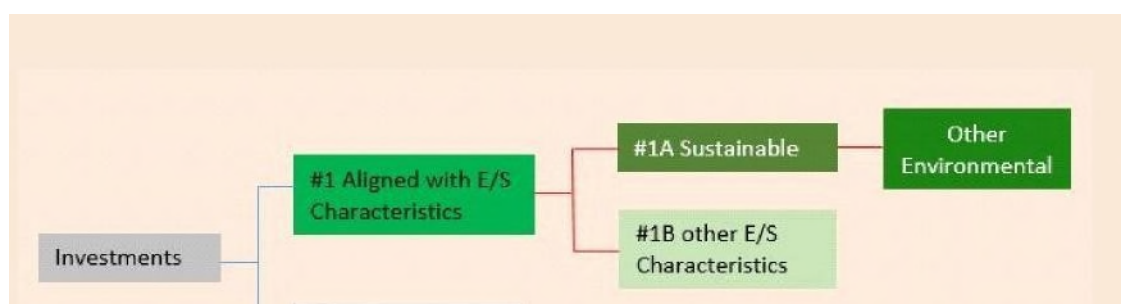 Other
Environmental
#1A Sustainable
#1 Aligned with E/S
Characteristics
#1B other E/S
Characteristics
Investments